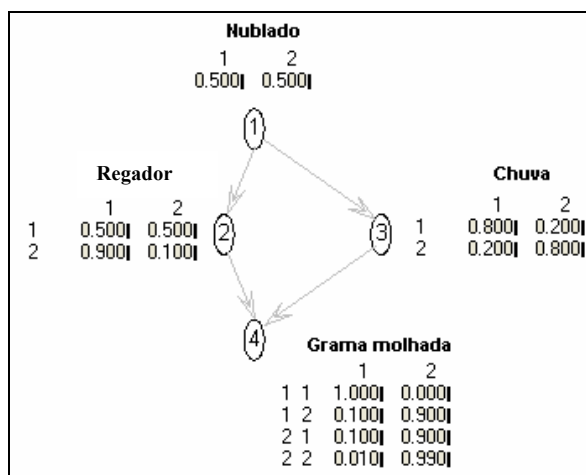 Nublado
1 2
0.500 0.500
1
Regador
1 2
1 0.500 0.500
2 0.900 0.100
2
Chuva
1 2
1 0.800 0.200
2 0.200 0.800
3
4
Grama molhada
1 2
1 1 1.000 0.000
1 2 0.100 0.900
2 1 0.100 0.900
2 2 0.010 0.990